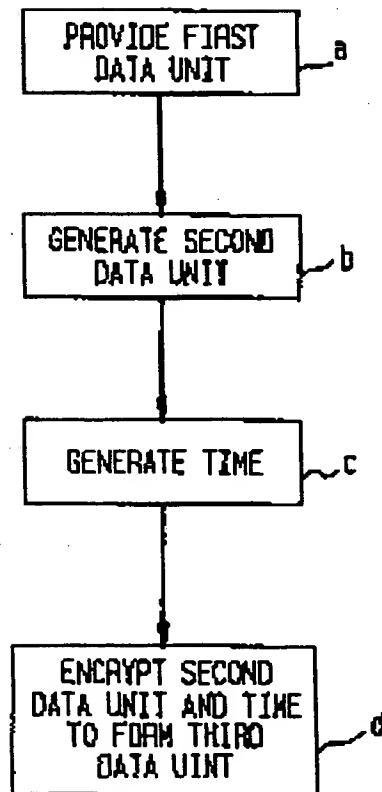 PROVIDE FIRST
DATA UNIT
a
GENERATE SECOND
DATA UNIT
b
GENERATE TIME
c
ENCRYPT SECOND
DATA UNIT AND TIME
TO FORM THIRD
DATA UINT
d